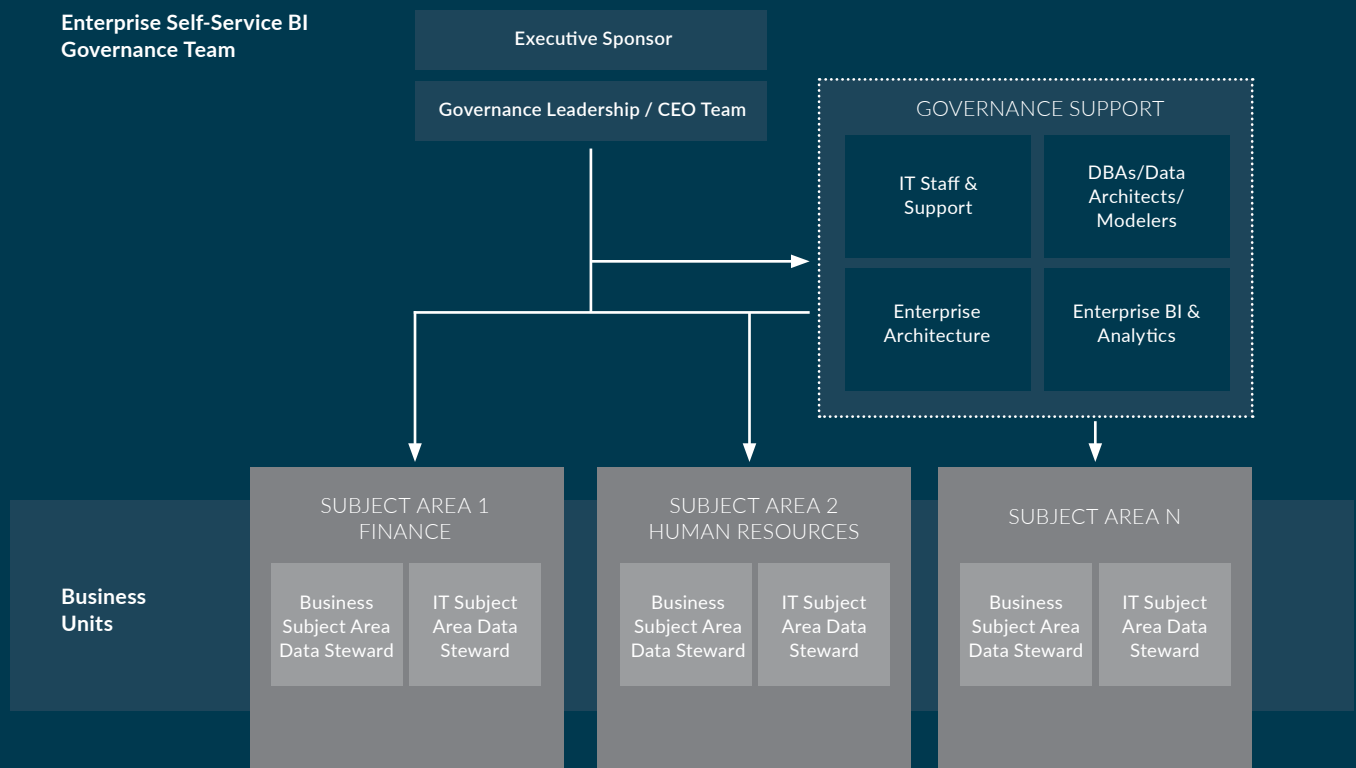 Enterprise Self-Service BI
Governance Team
Executive Sponsor
Governance Leadership / CEO Team
GOVERNANCE SUPPORT
IT Staff &
Support
DBAs/Data
Architects/
Modelers
Enterprise
Architecture
Enterprise BI &
Analytics
Business
Units
SUBJECT AREA 1
FINANCE
Business
Subject Area
Data Steward
IT Subject
Area Data
Steward
SUBJECT AREA 2
HUMAN RESOURCES
Business
Subject Area
Data Steward
IT Subject
Area Data
Steward
SUBJECT AREA N
Business
Subject Area
Data Steward
IT Subject
Area Data
Steward